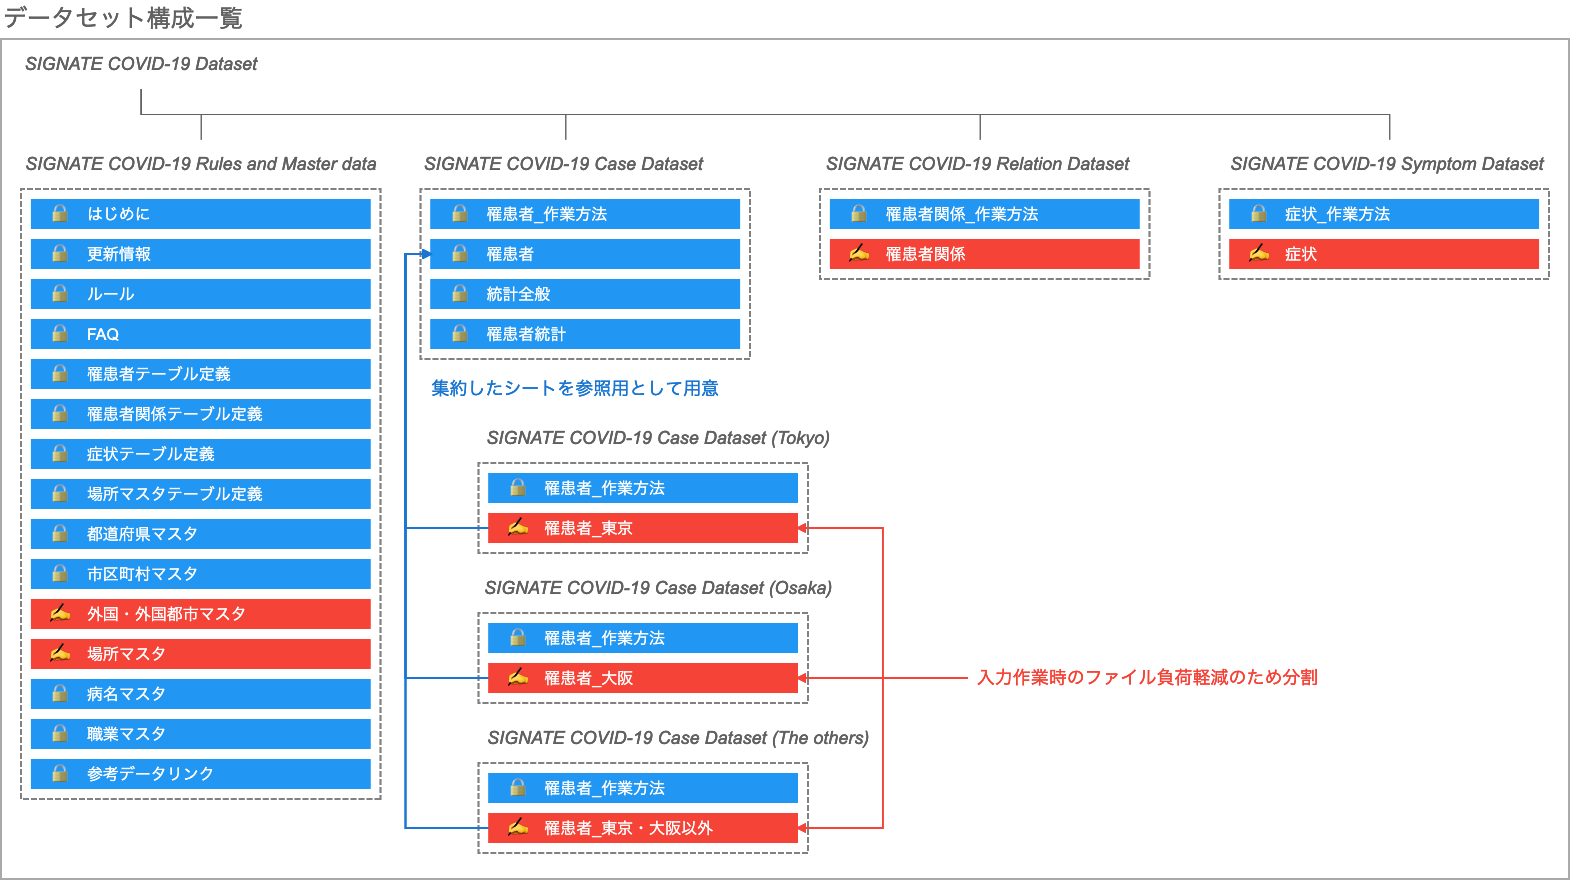 データセット構成一覧
SIGNATE COVID-19 Dataset
SIGNATE COVID-19 Rules and Master data
はじめに
更新情報
ルール
FAQ
罹患者テーブル定義
罹患者関係テーブル定義
症状テーブル定義
場所マスタテーブル定義
都道府県マスタ
市区町村マスタ
外国・外国都市マスタ
場所マスタ
病名マスタ
職業マスタ
参考データリンク
SIGNATE COVID-19 Case Dataset
罹患者_作業方法
罹患者
統計全般
罹患者統計
集約したシートを参照用として用意
SIGNATE COVID-19 Case Dataset (Tokyo)
罹患者_作業方法
罹患者_東京
SIGNATE COVID-19 Case Dataset (Osaka)
罹患者_作業方法
罹患者_大阪
SIGNATE COVID-19 Case Dataset (The others)
罹患者_作業方法
罹患者_東京・大阪以外
入力作業時のファイル負荷軽減のため分割
SIGNATE COVID-19 Relation Dataset
罹患者関係_作業方法
罹患者関係
SIGNATE COVID-19 Symptom Dataset
症状_作業方法
症状